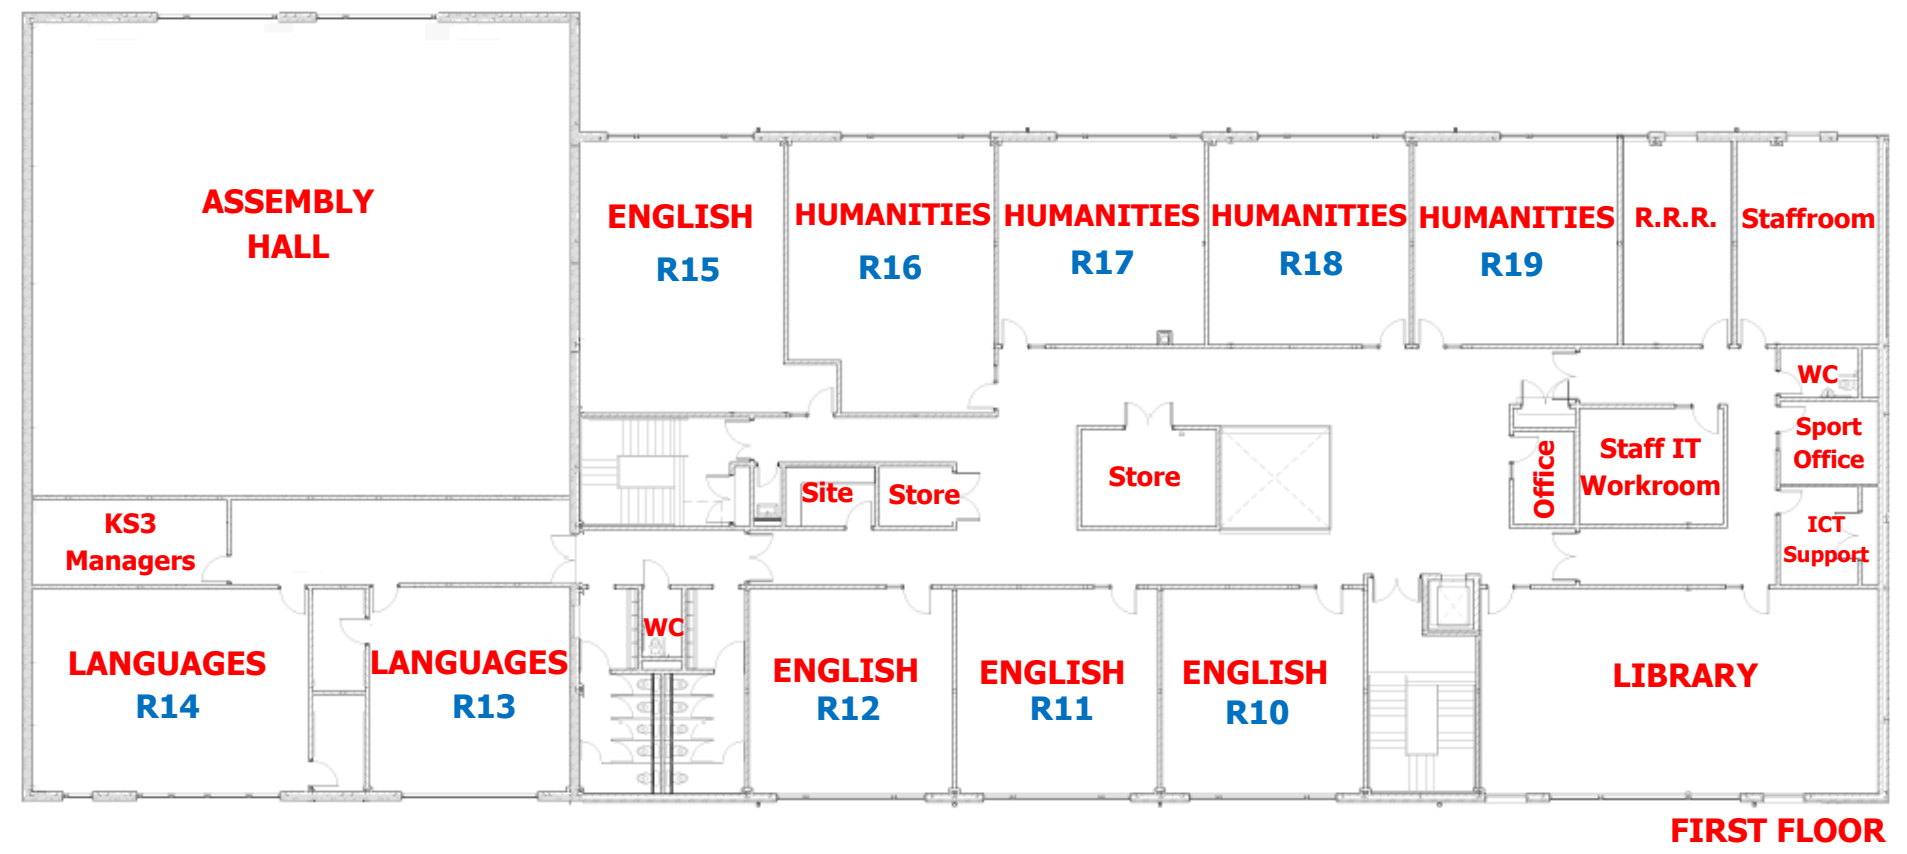 ASSEMBLY
HALL
ENGLISH
R15
HUMANITIES
R16
HUMANITIES
R17
HUMANITIES
R18
HUMANITIES
R19
R.R.R.
Staffroom
WC
Sport
Office
Staff IT
Workroom
Office
Store
Site
Store
ICT
Support
KS3
Managers
LANGUAGES
R14
LANGUAGES
R13
WC
ENGLISH
R12
ENGLISH
R11
ENGLISH
R10
LIBRARY
FIRST FLOOR